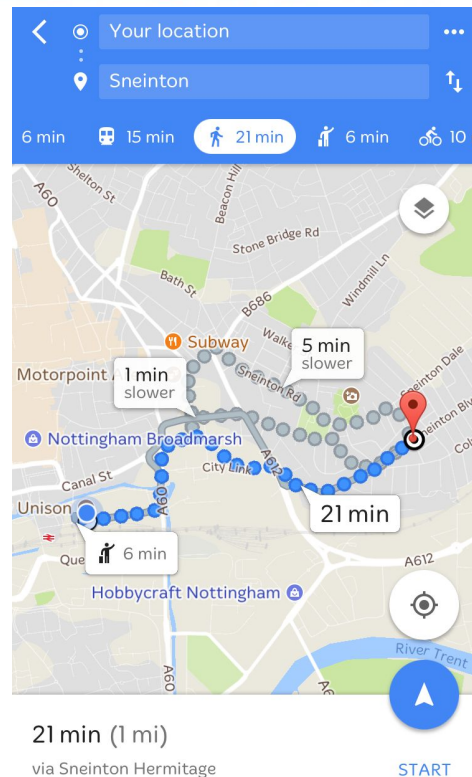 Your location
Sneinton
6 min
15 min
21 min
6 min
10
Shelton St
A60
Beacon Hill
Stone Bridge Rd
Windmill Ln
Bath St
B686
Subway
Walke
5 min
slower
Motorpoint A
1 min
slower
Sneinton Rd
Sneinton Dale
Sneinton Blv
Nottingham Broadmarsh
City Link
A612
Canal St
A60
21 min
Unison
6 min
Que
A612
Hobbycraft Nottingham
River Trent
A60
21 min (1 mi)
via Sneinton Hermitage
START